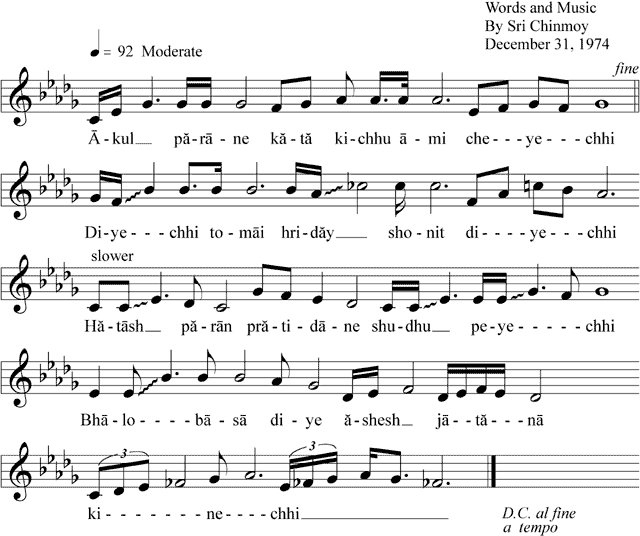 Words and Music
By Sri Chinmoy
December 31, 1974
= 92 Moderate
fine
Ā-kul__ pă-rā-ne kă-tă ki-chhu ā-mi che----ye---chhi
Di-ye---chhi to-māi hri-dăy____ sho-nit di----ye----chhi
slower
Hă-tāsh__ pă-rān pră-ti-dā-ne shu-dhu__ pe-ye----chhi
Bhā-lo----bā-sā di-ye ă-shesh__ jā-tă---nā
ki--------ne----chhi____________
3
3
D.C. al fine
a tempo